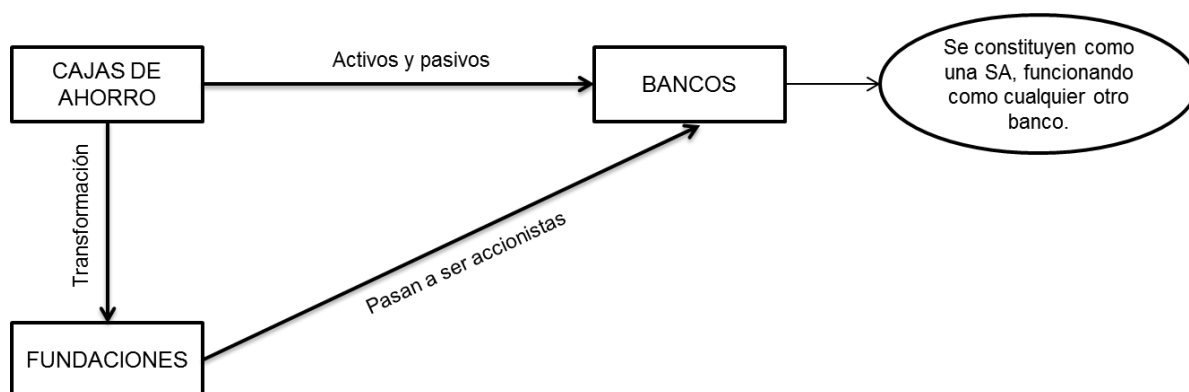 CAJAS DE
AHORRO
Activos y pasivos
BANCOS
Se constituyen como
una SA, funcionando
como cualquier otro
banco.
Transformación
Pasan a ser accionistas
FUNDACIONES